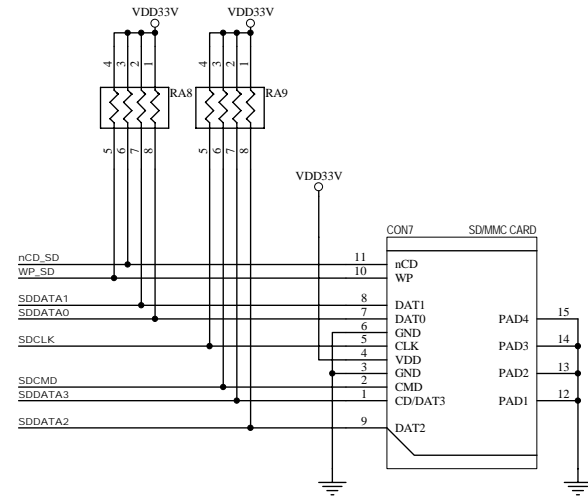 VDD33V VDD33V
4 3 2 1 4 3 2 1
RA8 RA9
5 6 7 8 5 6 7 8
VDD33V
CON7 SD/MMC CARD
nCD_SD 11 nCD
WP_SD 10 WP
SDDATA1 8 DAT1
SDDATA0 7 DAT0 PAD4 15
6 GND
SDCLK 5 CLK PAD3 14
4 VDD
3 GND PAD2 13
SDCMD 2 CMD
SDDATA3 1 CD/DAT3 PAD1 12
SDDATA2 9 DAT2